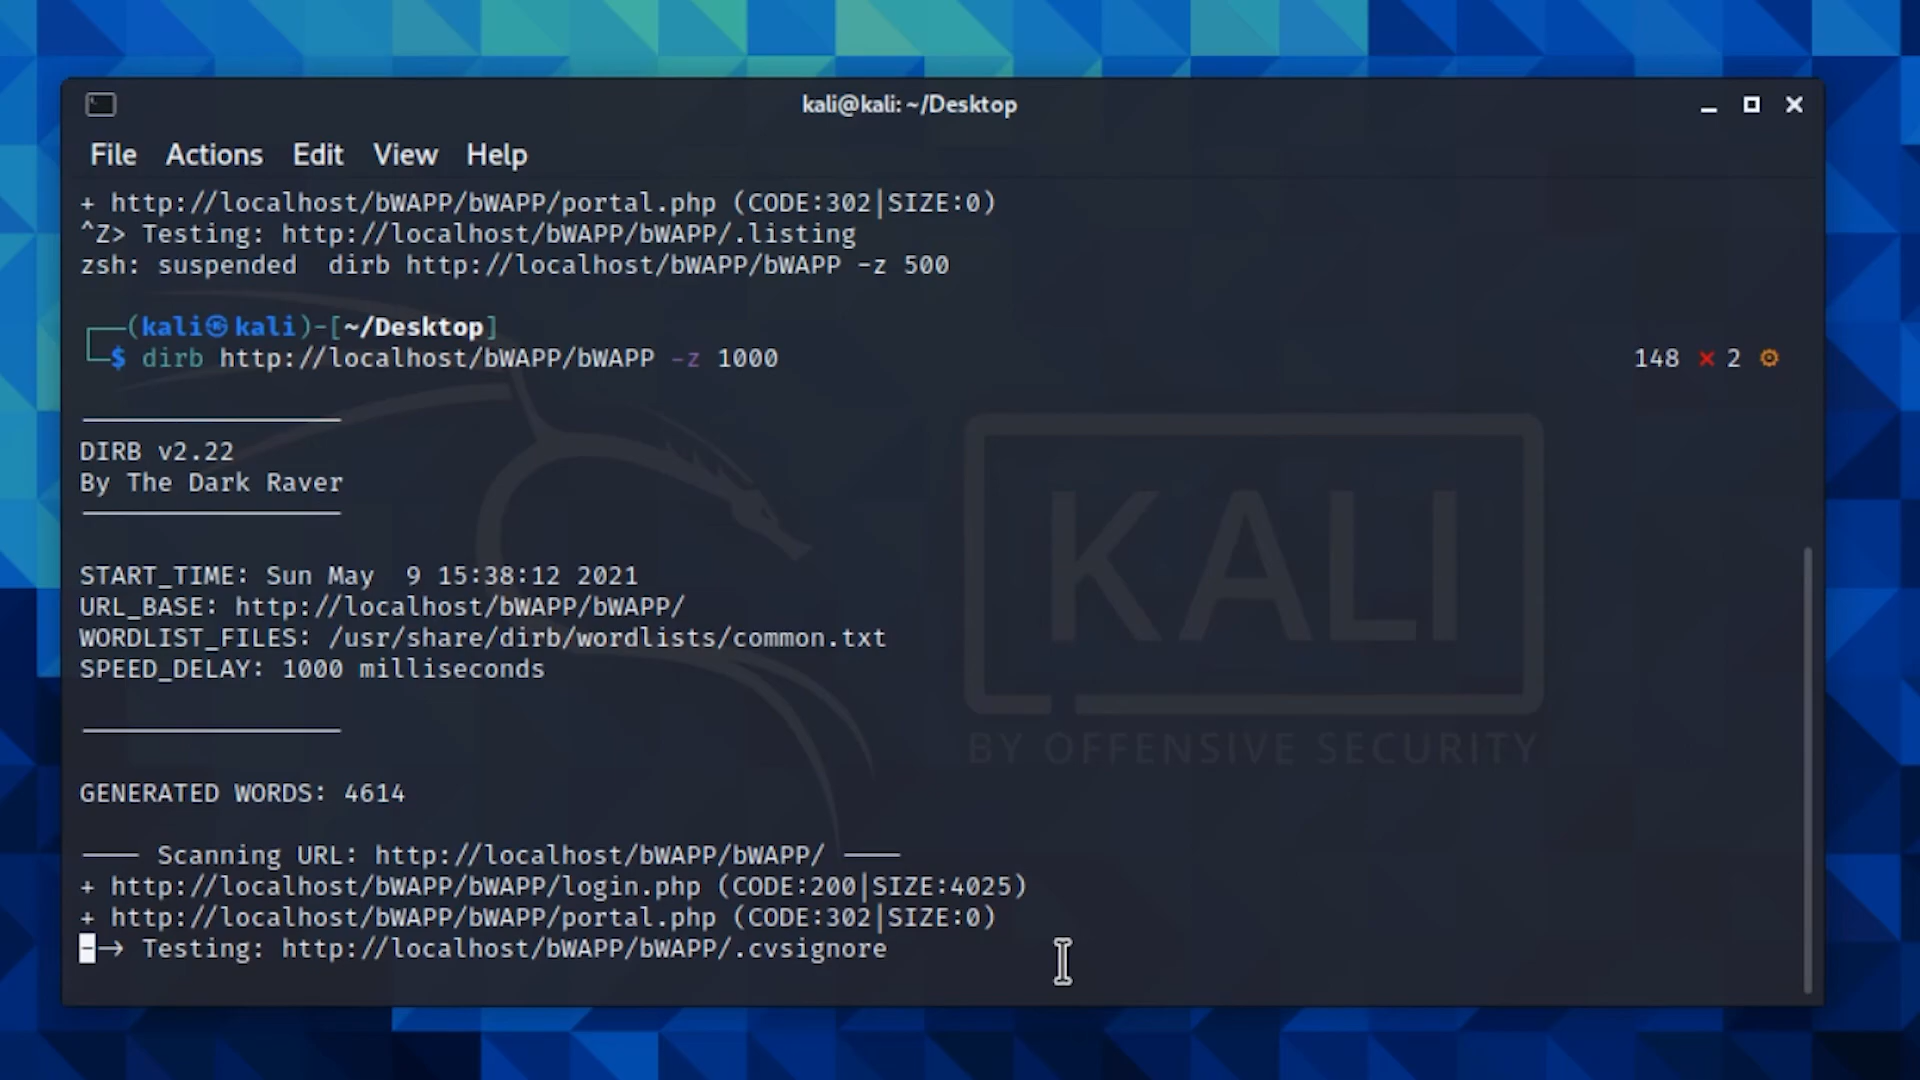 kali@kali: ~/Desktop
File Actions Edit View Help
+ http://localhost/bWAPP/bWAPP/portal.php (CODE:302|SIZE:0)
^Z> Testing: http://localhost/bWAPP/bWAPP/.listing
zsh: suspended  dirb http://localhost/bWAPP/bWAPP -z 500
┌──(kali㉿kali)-[~/Desktop]
└─$ dirb http://localhost/bWAPP/bWAPP -z 1000 148 ⨯ 2 ⚙
DIRB v2.22
By The Dark Raver
START_TIME: Sun May  9 15:38:12 2021
URL_BASE: http://localhost/bWAPP/bWAPP/
WORDLIST_FILES: /usr/share/dirb/wordlists/common.txt
SPEED_DELAY: 1000 milliseconds
GENERATED WORDS: 4614
---- Scanning URL: http://localhost/bWAPP/bWAPP/ ----
+ http://localhost/bWAPP/bWAPP/login.php (CODE:200|SIZE:4025)
+ http://localhost/bWAPP/bWAPP/portal.php (CODE:302|SIZE:0)
--> Testing: http://localhost/bWAPP/bWAPP/.cvsignore
KALI
BY OFFENSIVE SECURITY